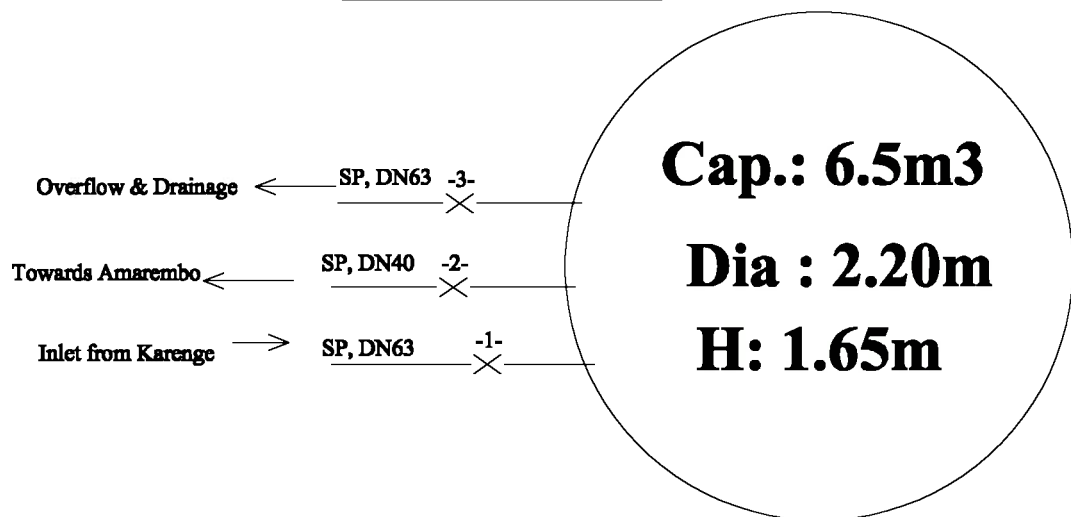 Cap.: 6.5m3
Overflow & Drainage
SP, DN63 -3-
Dia : 2.20m
Towards Amarembo
SP, DN40 -2-
H: 1.65m
Inlet from Karenge
SP, DN63 -1-